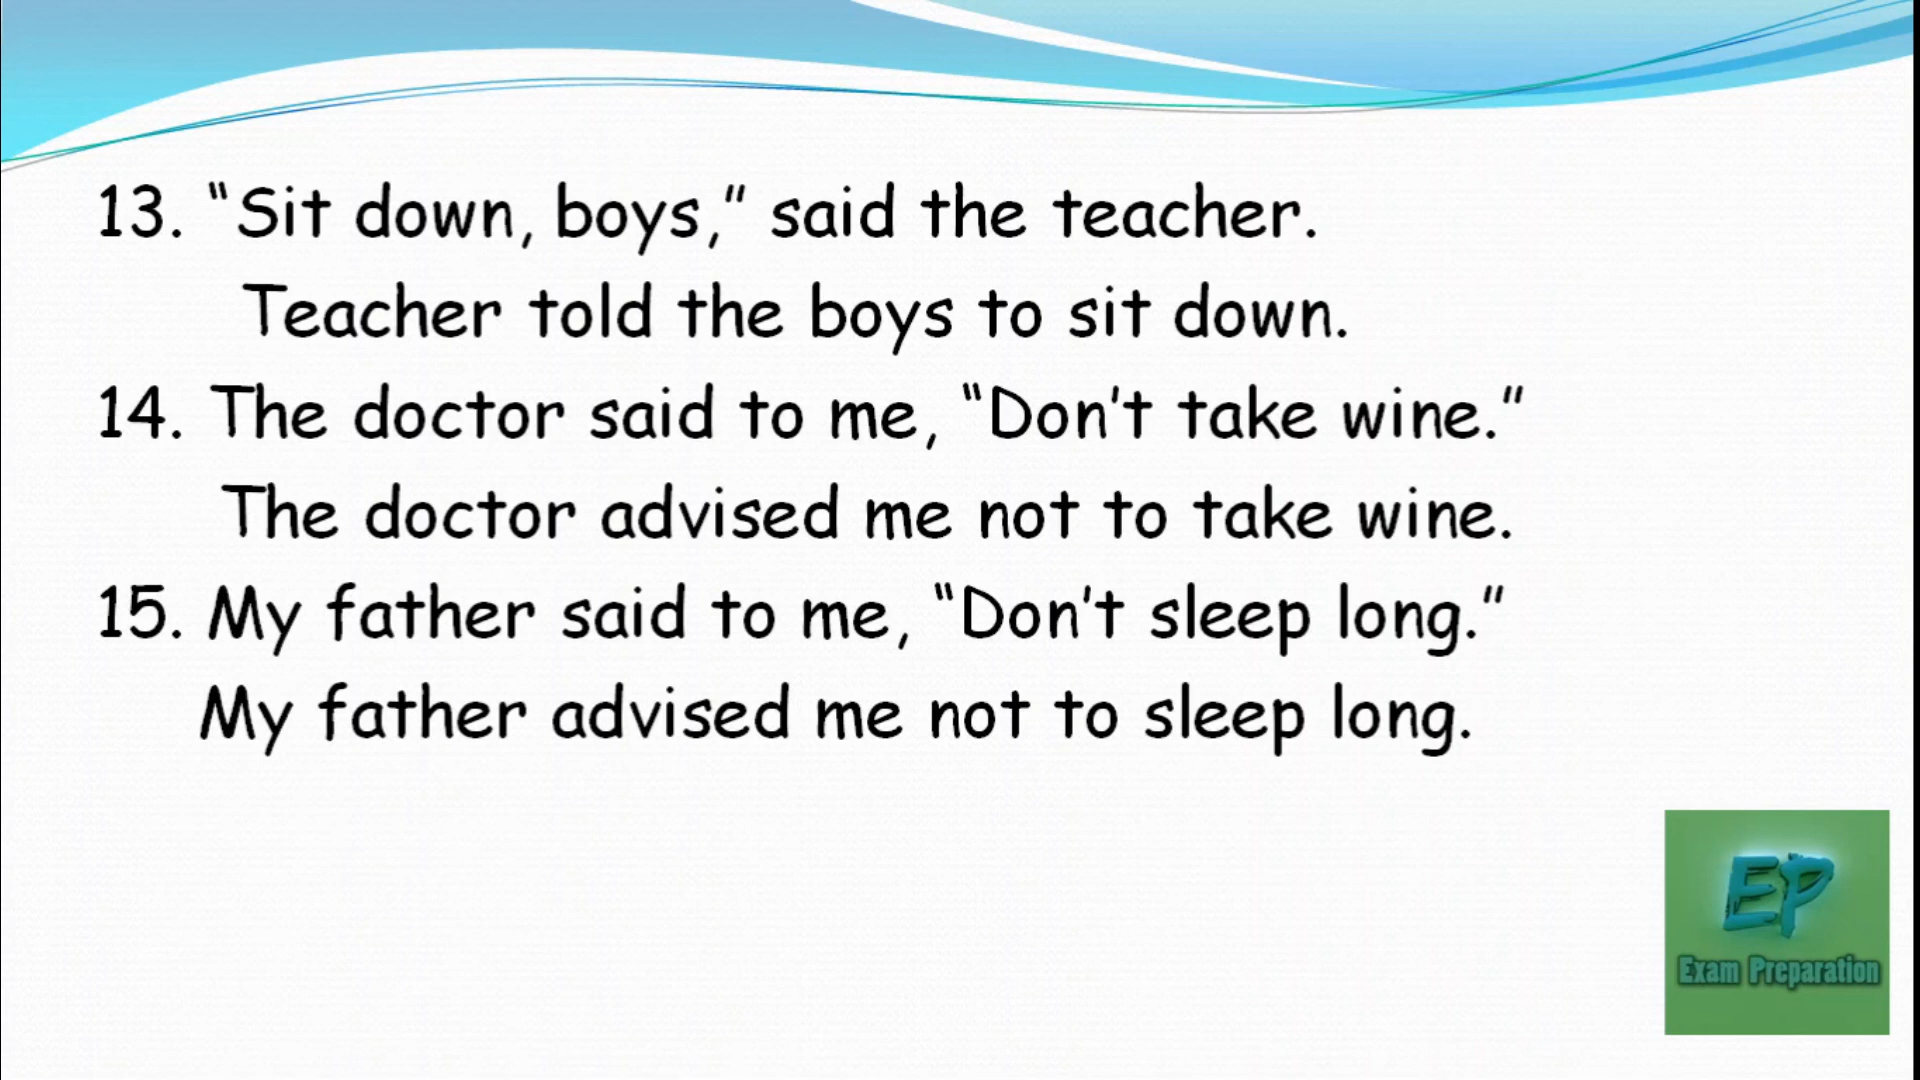 13. “Sit down, boys,” said the teacher.
Teacher told the boys to sit down.
14. The doctor said to me, “Don’t take wine.”
The doctor advised me not to take wine.
15. My father said to me, “Don’t sleep long.”
My father advised me not to sleep long.
EP
Exam Preparation